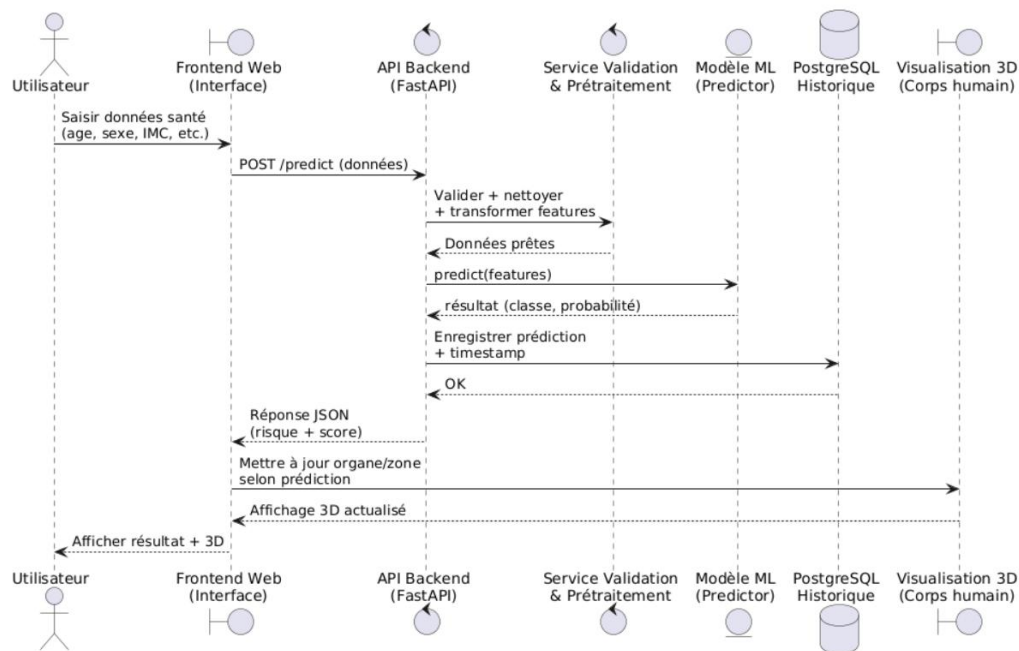 Utilisateur
Frontend Web
(Interface)
API Backend
(FastAPI)
Service Validation
& Prétraitement
Modèle ML
(Predictor)
PostgreSQL
Historique
Visualisation 3D
(Corps humain)
Saisir données santé
(age, sexe, IMC, etc.)
POST /predict (données)
Valider + nettoyer
+ transformer features
Données prêtes
predict(features)
résultat (classe, probabilité)
Enregistrer prédiction
+ timestamp
OK
Réponse JSON
(risque + score)
Mettre à jour organe/zone
selon prédiction
Affichage 3D actualisé
Afficher résultat + 3D
Utilisateur
Frontend Web
(Interface)
API Backend
(FastAPI)
Service Validation
& Prétraitement
Modèle ML
(Predictor)
PostgreSQL
Historique
Visualisation 3D
(Corps humain)